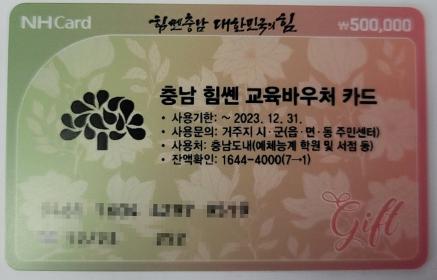 NHCard 힘쎈충남 대한민국의 힘 ₩500,000
충남 힘쎈 교육바우처 카드
• 사용기한: ~ 2023. 12. 31.
• 사용문의: 거주지 시·군(읍·면·동 주민센터)
• 사용처: 충남도내(예체능계 학원 및 서점 등)
• 잔액확인: 1644-4000(7→1)
Gift